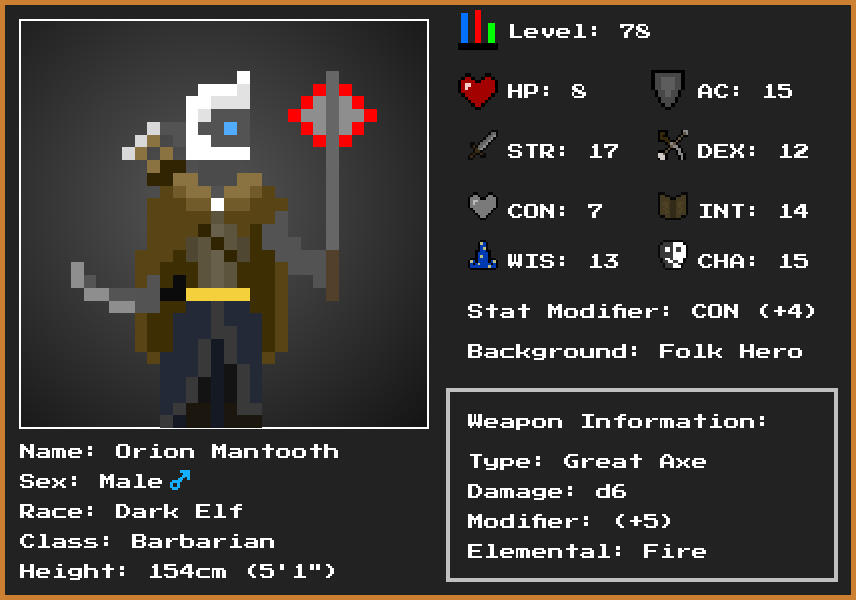 Level: 78
HP: 8 AC: 15
STR: 17 DEX: 12
CON: 7 INT: 14
WIS: 13 CHA: 15
Stat Modifier: CON (+4)
Background: Folk Hero
Weapon Information:
Type: Great Axe
Damage: d6
Modifier: (+5)
Elemental: Fire
Name: Orion Mantooth
Sex: Male♂
Race: Dark Elf
Class: Barbarian
Height: 154cm (5'1")